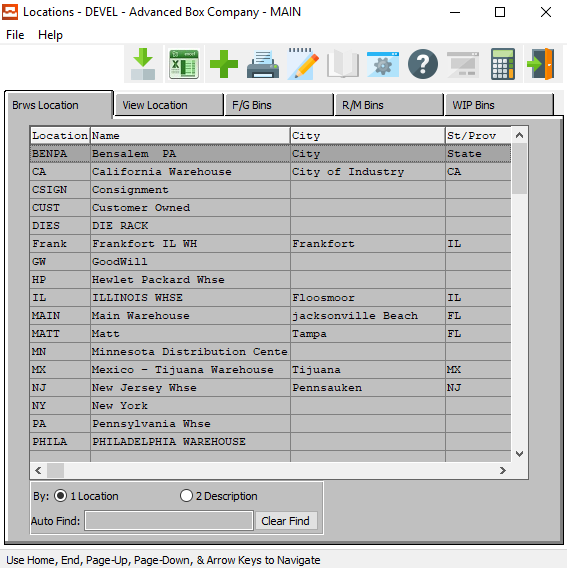 Locations - DEVEL - Advanced Box Company - MAIN
File Help
Brws Location View Location F/G Bins R/M Bins WIP Bins
Location Name City St/Prov
BENPA Bensalem  PA City State
CA California Warehouse City of Industry CA
CSIGN Consignment
CUST Customer Owned
DIES DIE RACK
Frank Frankfort IL WH Frankfort IL
GW GoodWill
HP Hewlet Packard Whse
IL ILLINOIS WHSE Floosmoor IL
MAIN Main Warehouse jacksonville Beach FL
MATT Matt Tampa FL
MN Minnesota Distribution Cente
MX Mexico - Tijuana Warehouse Tijuana MX
NJ New Jersey Whse Pennsauken NJ
NY New York
PA Pennsylvania Whse
PHILA PHILADELPHIA WAREHOUSE
By: 1 Location 2 Description
Auto Find: Clear Find
Use Home, End, Page-Up, Page-Down, & Arrow Keys to Navigate